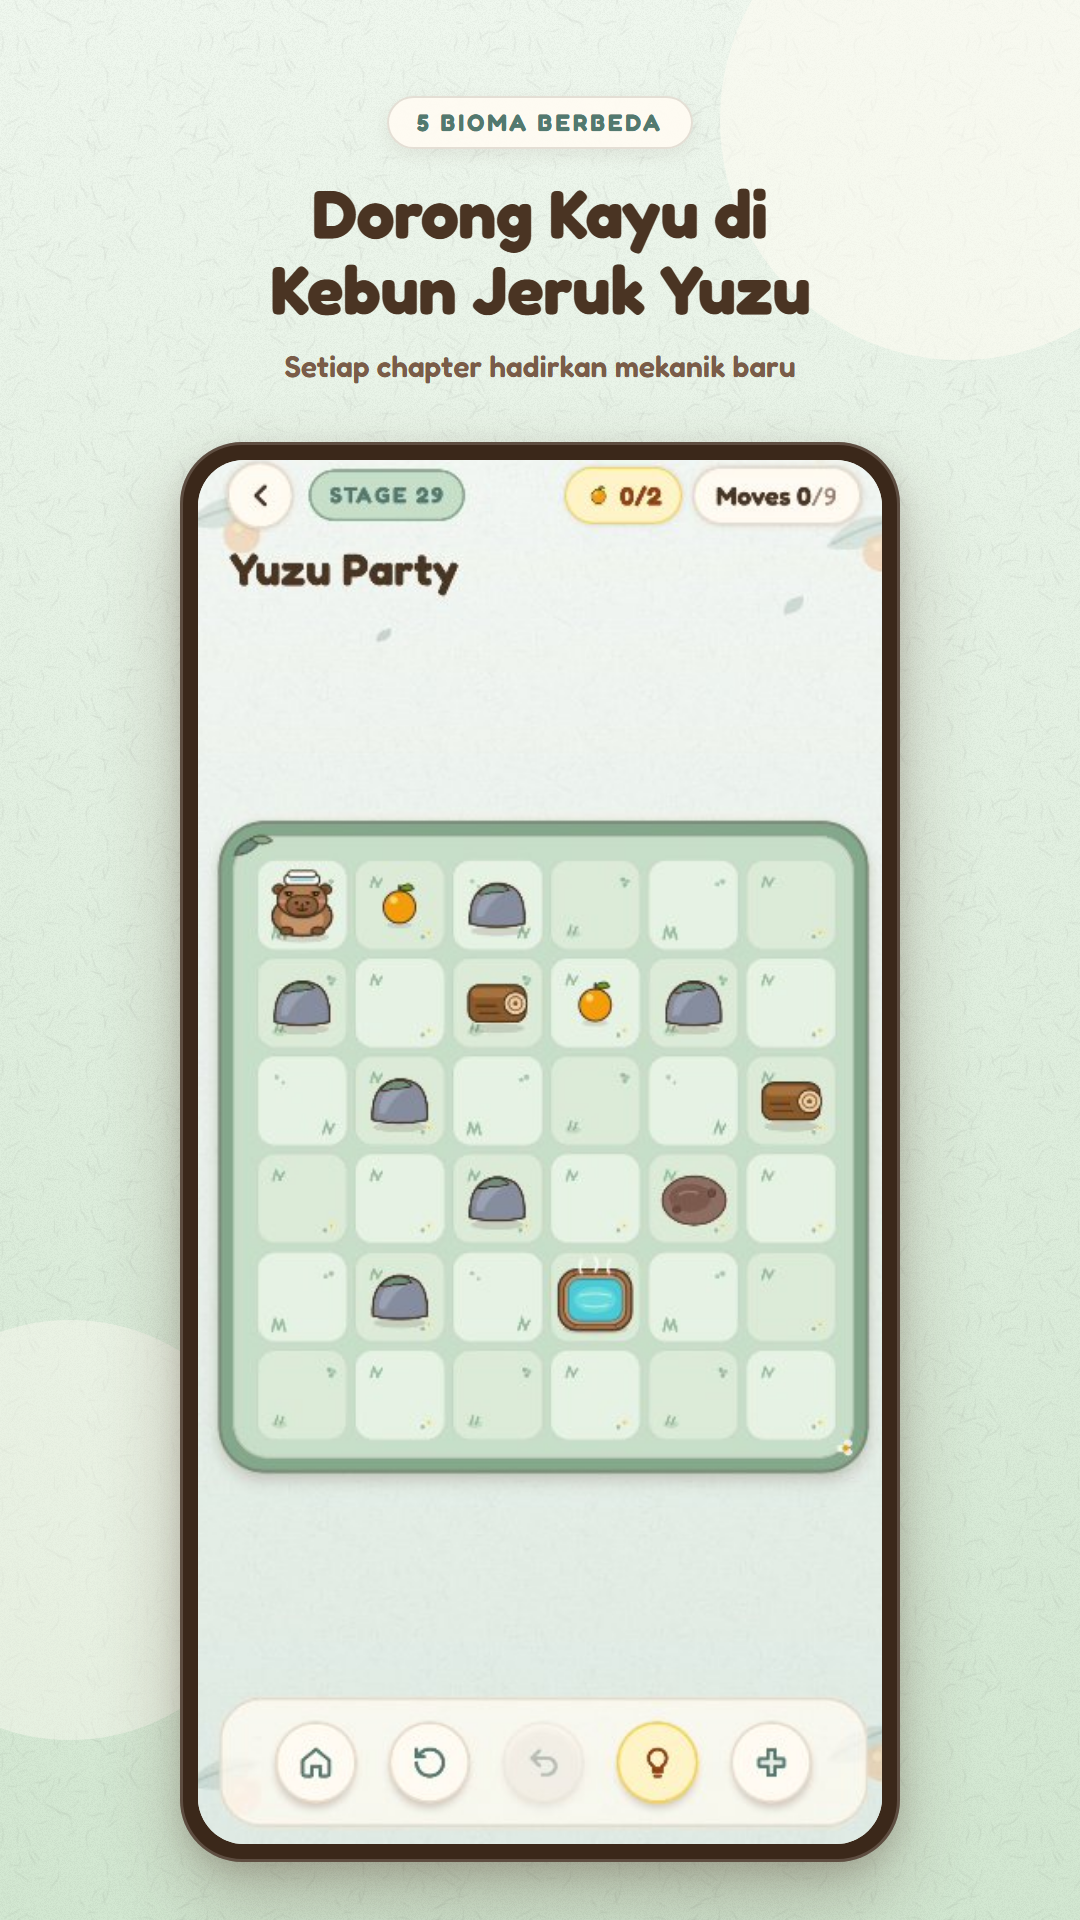 5 BIOMA BERBEDA
Dorong Kayu di
Kebun Jeruk Yuzu
Setiap chapter hadirkan mekanik baru
STAGE 29
0/2
Moves 0/9
Yuzu Party